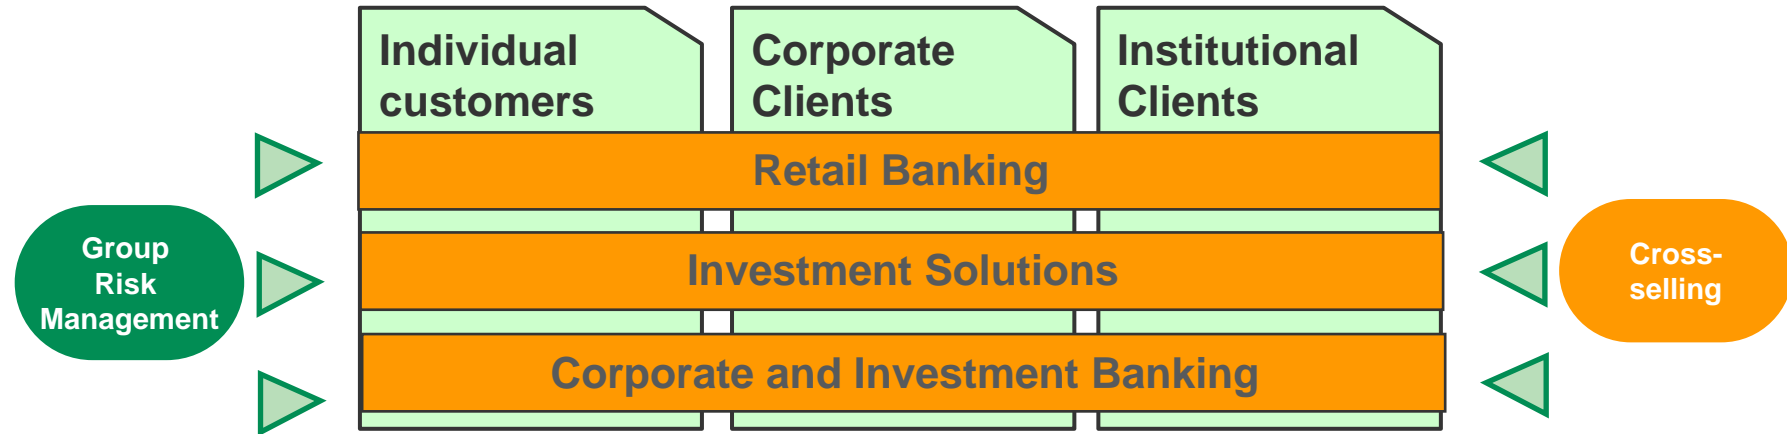 Individual
customers
Corporate
Clients
Institutional
Clients
Retail Banking
Group
Risk
Management
Investment Solutions
Cross-
selling
Corporate and Investment Banking